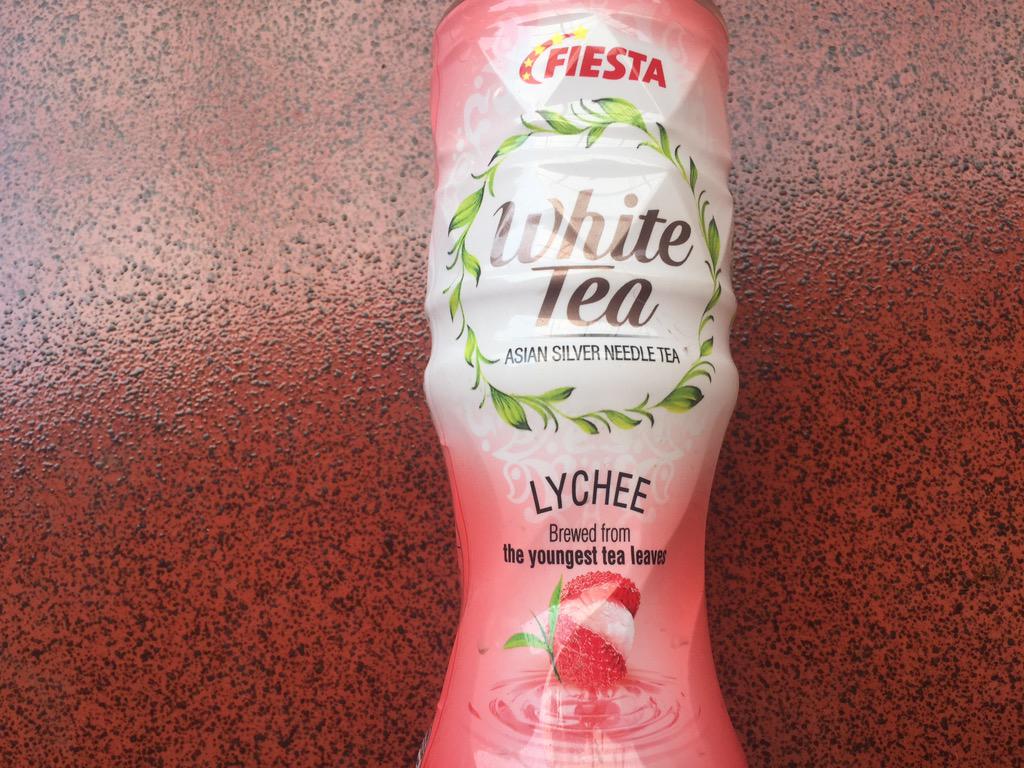 FIESTA
White
Tea
ASIAN SILVER NEEDLE TEA
LYCHEE
Brewed from
the youngest tea leaves